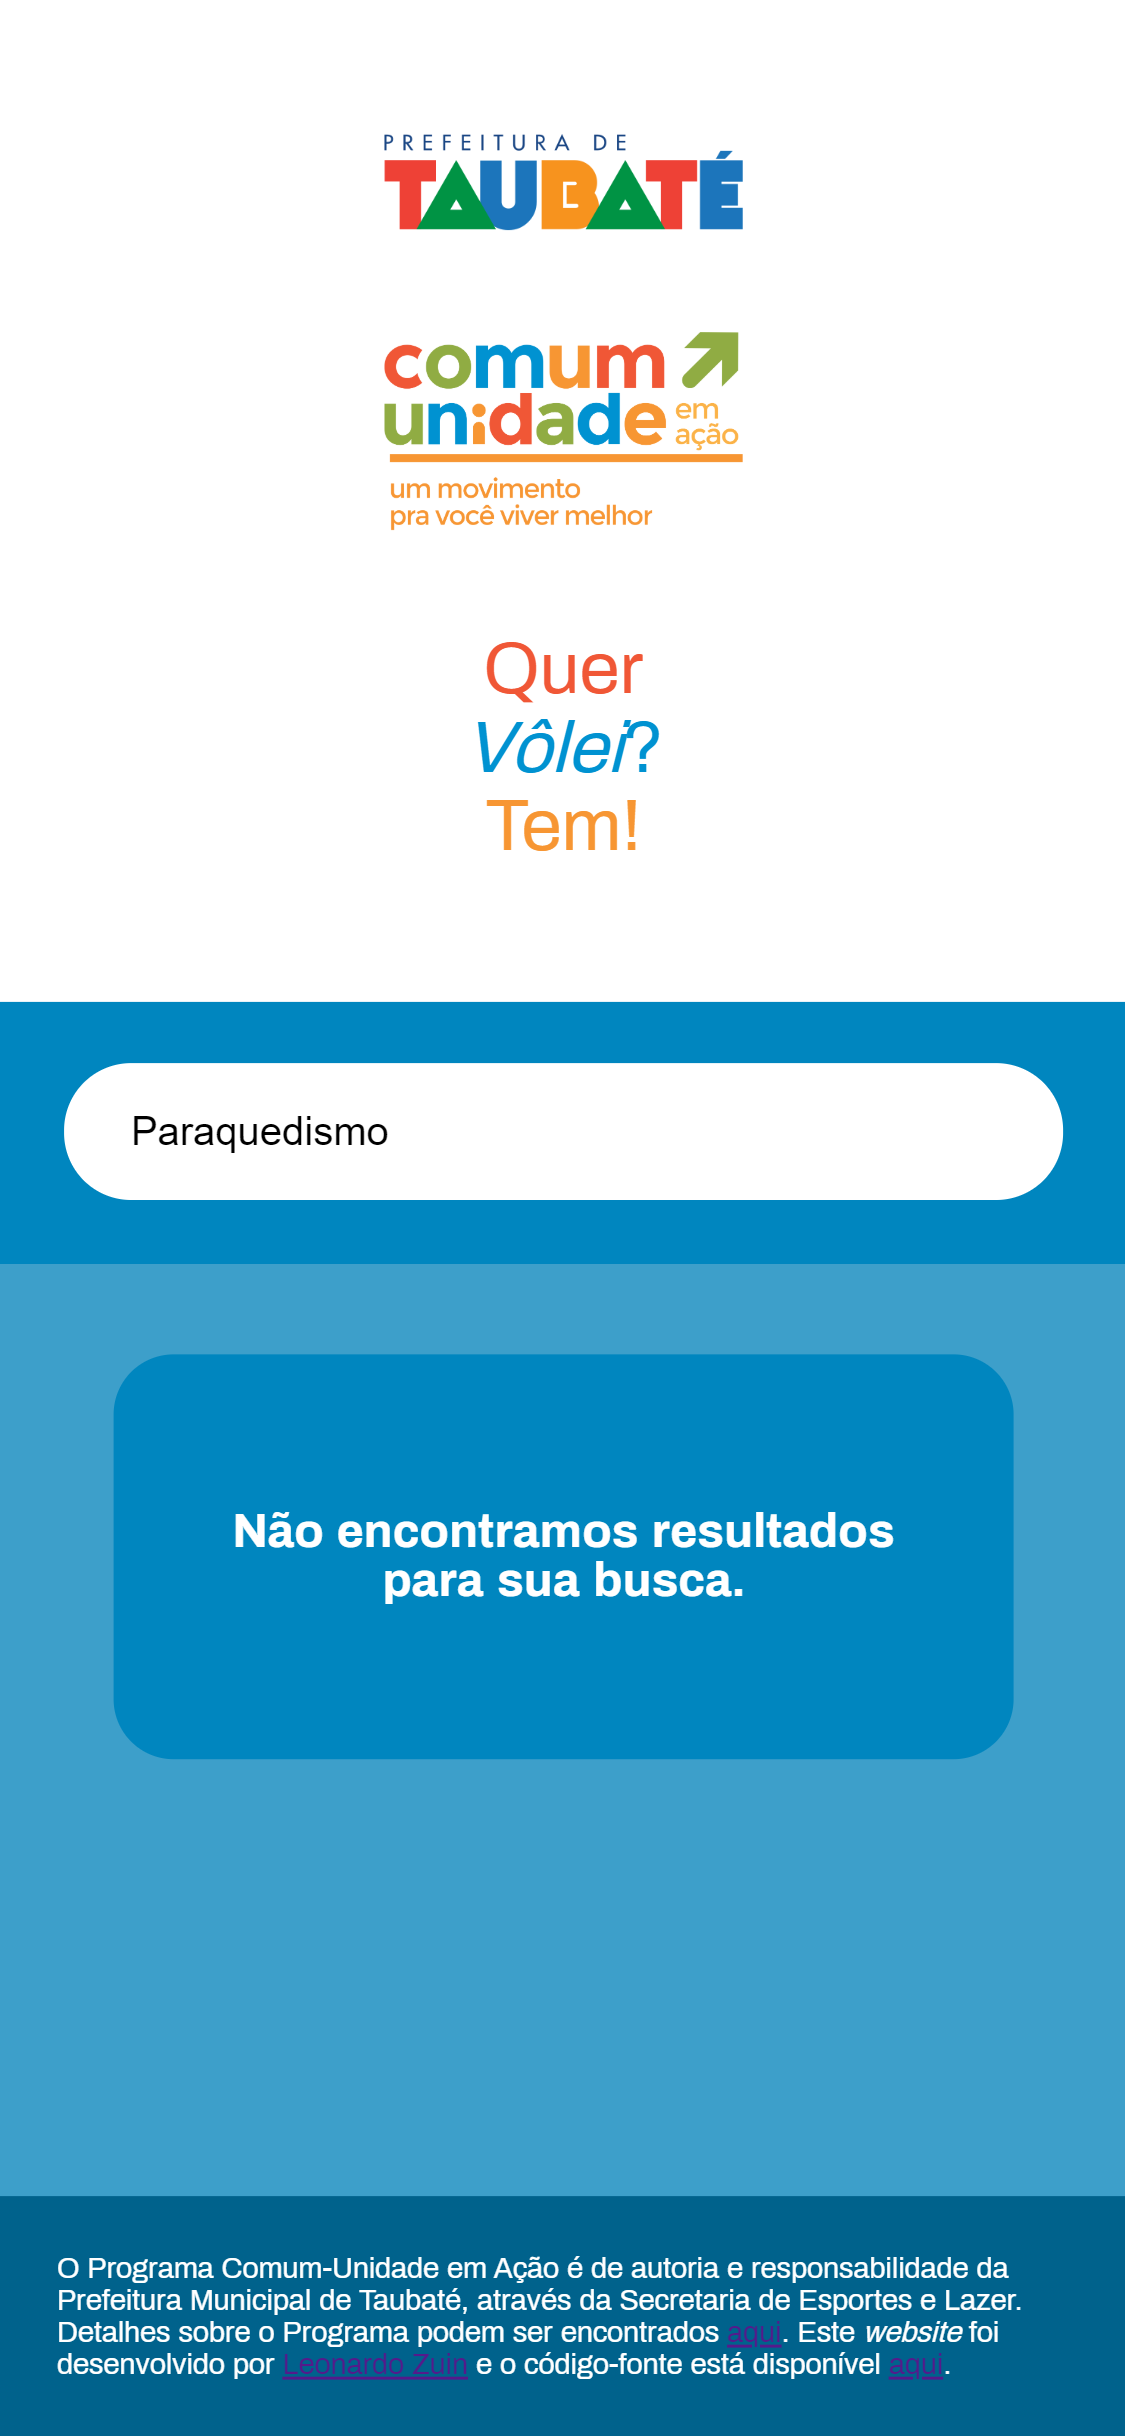 PREFEITURA DE
TAUBATÉ
comum
unidade
em
ação
um movimento
pra você viver melhor
Quer
Vôlei?
Tem!
Paraquedismo
Não encontramos resultados
para sua busca.
O Programa Comum-Unidade em Ação é de autoria e responsabilidade da
Prefeitura Municipal de Taubaté, através da Secretaria de Esportes e Lazer.
Detalhes sobre o Programa podem ser encontrados aqui. Este website foi
desenvolvido por Leonardo Zuin e o código-fonte está disponível aqui.